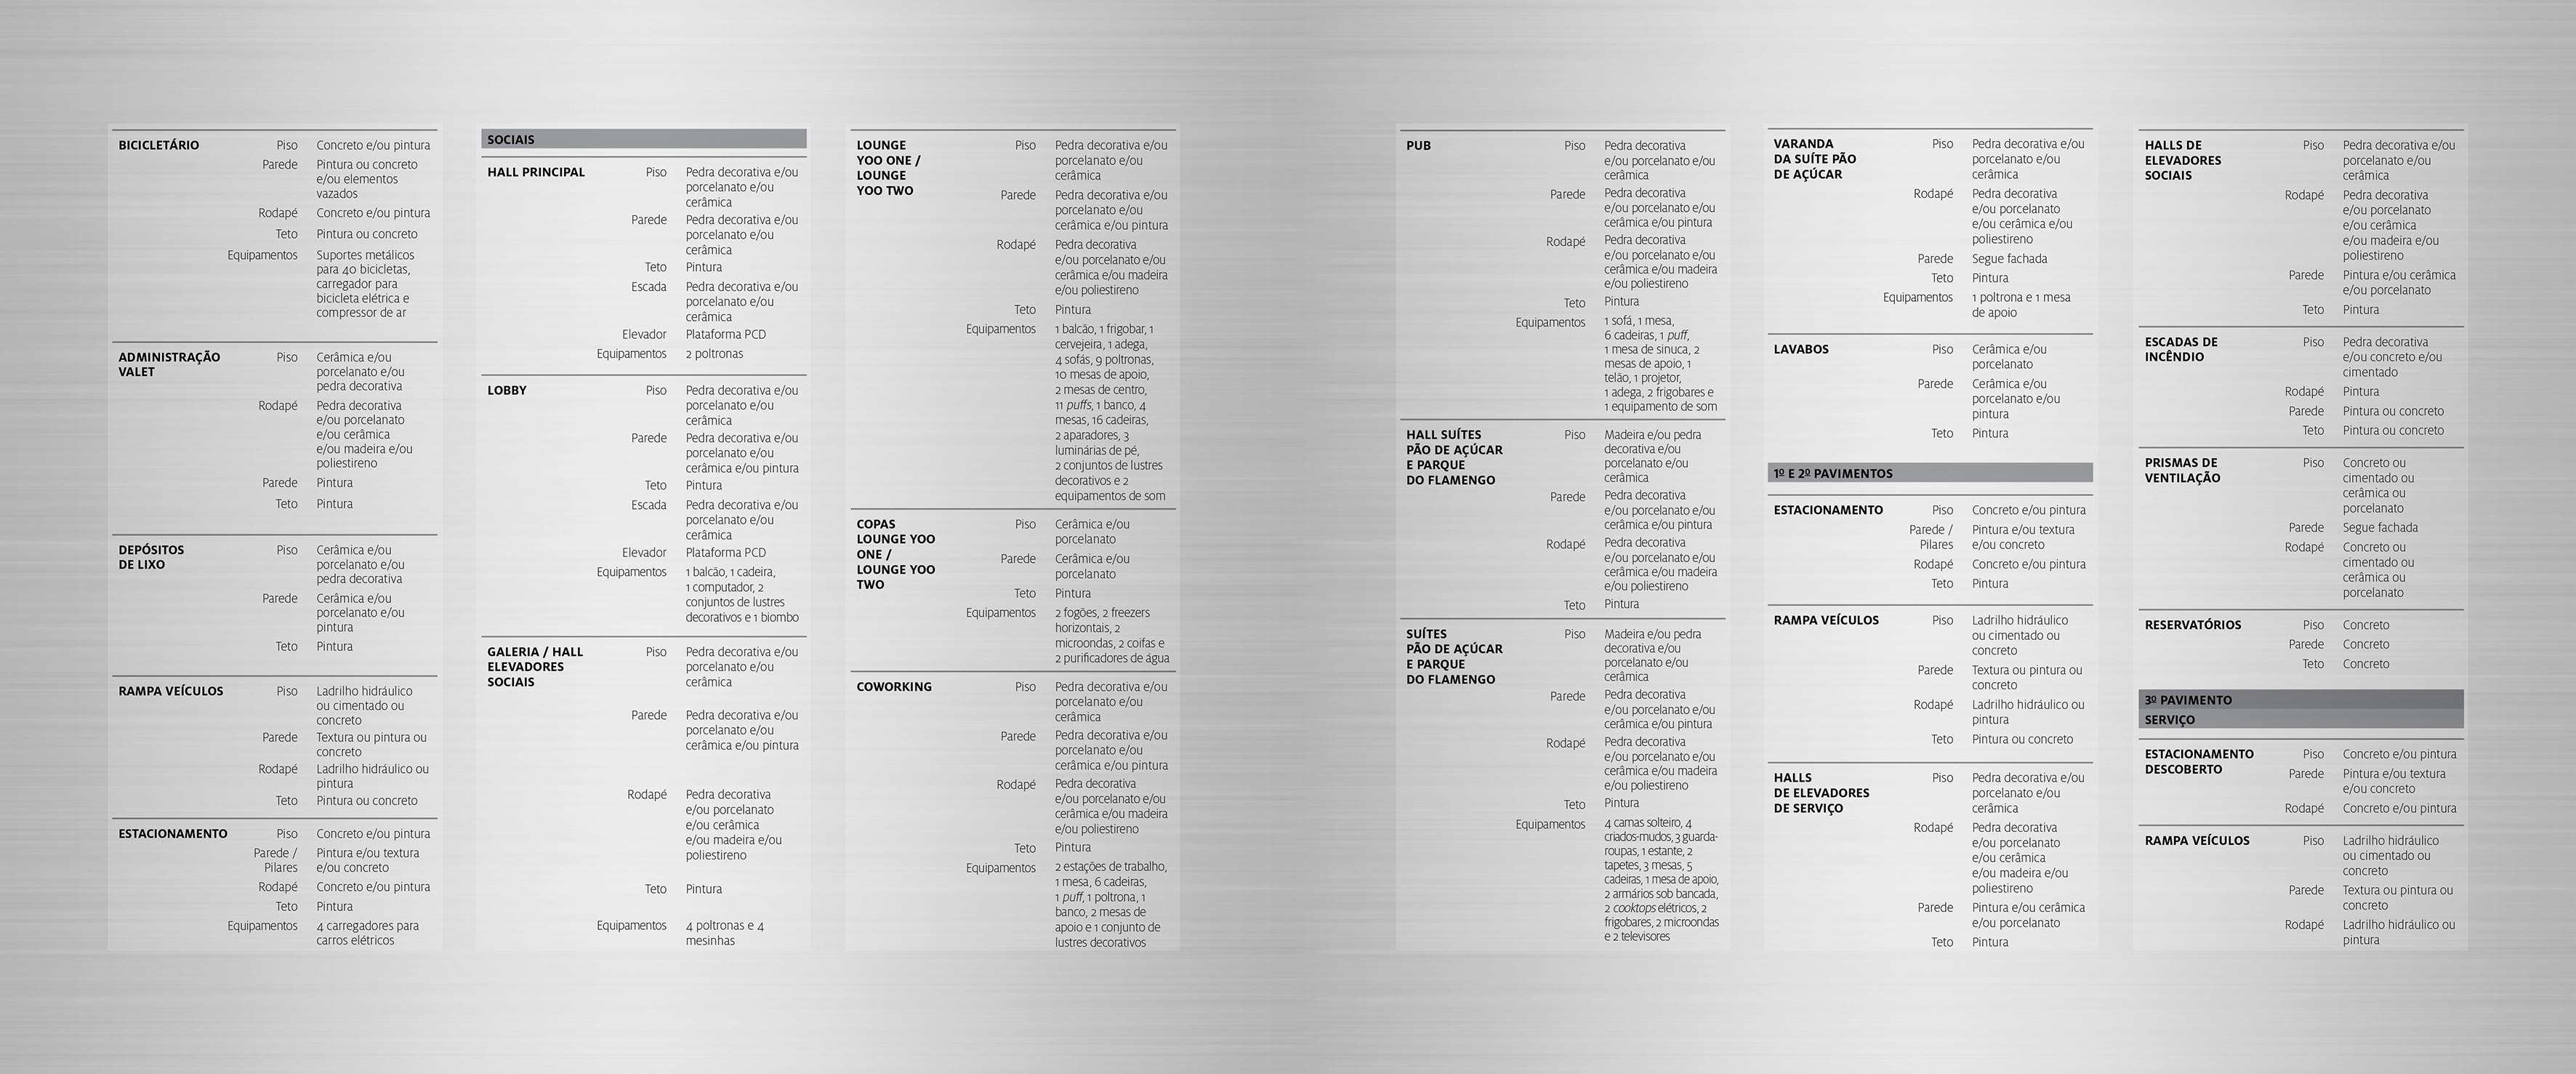 BICICLETÁRIO
Piso
Concreto e/ou pintura
Parede
Pintura ou concreto
e/ou elementos
vazados
Rodapé
Concreto e/ou pintura
Teto
Pintura ou concreto
Equipamentos
Suportes metálicos
para 40 bicicletas,
carregador para
bicicleta elétrica e
compressor de ar
ADMINISTRAÇÃO
VALET
Piso
Cerâmica e/ou
porcelanato e/ou
pedra decorativa
Rodapé
Pedra decorativa
e/ou porcelanato
e/ou cerâmica
e/ou madeira e/ou
poliestireno
Parede
Pintura
Teto
Pintura
DEPÓSITOS
DE LIXO
Piso
Cerâmica e/ou
porcelanato e/ou
pedra decorativa
Parede
Cerâmica e/ou
porcelanato e/ou
pintura
Teto
Pintura
RAMPA VEÍCULOS
Piso
Ladrilho hidráulico
ou cimentado ou
concreto
Parede
Textura ou pintura ou
concreto
Rodapé
Ladrilho hidráulico ou
pintura
Teto
Pintura ou concreto
ESTACIONAMENTO
Piso
Concreto e/ou pintura
Parede /
Pilares
Pintura e/ou textura
e/ou concreto
Rodapé
Concreto e/ou pintura
Teto
Pintura
Equipamentos
4 carregadores para
carros elétricos
SOCIAIS
HALL PRINCIPAL
Piso
Pedra decorativa e/ou
porcelanato e/ou
cerâmica
Parede
Pedra decorativa e/ou
porcelanato e/ou
cerâmica
Teto
Pintura
Escada
Pedra decorativa e/ou
porcelanato e/ou
cerâmica
Elevador
Plataforma PCD
Equipamentos
2 poltronas
LOBBY
Piso
Pedra decorativa e/ou
porcelanato e/ou
cerâmica
Parede
Pedra decorativa e/ou
porcelanato e/ou
cerâmica e/ou pintura
Teto
Pintura
Escada
Pedra decorativa e/ou
porcelanato e/ou
cerâmica
Elevador
Plataforma PCD
Equipamentos
1 balcão, 1 cadeira,
1 computador, 2
conjuntos de lustres
decorativos e 1 biombo
GALERIA / HALL
ELEVADORES
SOCIAIS
Piso
Pedra decorativa e/ou
porcelanato e/ou
cerâmica
Parede
Pedra decorativa e/ou
porcelanato e/ou
cerâmica e/ou pintura
Rodapé
Pedra decorativa
e/ou porcelanato
e/ou cerâmica
e/ou madeira e/ou
poliestireno
Teto
Pintura
Equipamentos
4 poltronas e 4
mesinhas
LOUNGE
YOO ONE /
LOUNGE
YOO TWO
Piso
Pedra decorativa e/ou
porcelanato e/ou
cerâmica
Parede
Pedra decorativa e/ou
porcelanato e/ou
cerâmica e/ou pintura
Rodapé
Pedra decorativa
e/ou porcelanato e/ou
cerâmica e/ou madeira
e/ou poliestireno
Teto
Pintura
Equipamentos
1 balcão, 1 frigobar, 1
cervejeira, 1 adega,
4 sofás, 9 poltronas,
10 mesas de apoio,
2 mesas de centro,
11 puffs, 1 banco, 4
mesas, 16 cadeiras,
2 aparadores, 3
luminárias de pé,
2 conjuntos de lustres
decorativos e 2
equipamentos de som
COPAS
LOUNGE YOO
ONE /
LOUNGE YOO
TWO
Piso
Cerâmica e/ou
porcelanato
Parede
Cerâmica e/ou
porcelanato
Teto
Pintura
Equipamentos
2 fogões, 2 freezers
horizontais, 2
microondas, 2 coifas e
2 purificadores de água
COWORKING
Piso
Pedra decorativa e/ou
porcelanato e/ou
cerâmica
Parede
Pedra decorativa e/ou
porcelanato e/ou
cerâmica e/ou pintura
Rodapé
Pedra decorativa
e/ou porcelanato e/ou
cerâmica e/ou madeira
e/ou poliestireno
Teto
Pintura
Equipamentos
2 estações de trabalho,
1 mesa, 6 cadeiras,
1 puff, 1 poltrona, 1
banco, 2 mesas de
apoio e 1 conjunto de
lustres decorativos
PUB
Piso
Pedra decorativa
e/ou porcelanato e/ou
cerâmica
Parede
Pedra decorativa
e/ou porcelanato e/ou
cerâmica e/ou pintura
Rodapé
Pedra decorativa
e/ou porcelanato e/ou
cerâmica e/ou madeira
e/ou poliestireno
Teto
Pintura
Equipamentos
1 sofá, 1 mesa,
6 cadeiras, 1 puff,
1 mesa de sinuca, 2
mesas de apoio, 1
telão, 1 projetor,
1 adega, 2 frigobares e
1 equipamento de som
HALL SUÍTES
PÃO DE AÇÚCAR
E PARQUE
DO FLAMENGO
Piso
Madeira e/ou pedra
decorativa e/ou
porcelanato e/ou
cerâmica
Parede
Pedra decorativa
e/ou porcelanato e/ou
cerâmica e/ou pintura
Rodapé
Pedra decorativa
e/ou porcelanato e/ou
cerâmica e/ou madeira
e/ou poliestireno
Teto
Pintura
SUÍTES
PÃO DE AÇÚCAR
E PARQUE
DO FLAMENGO
Piso
Madeira e/ou pedra
decorativa e/ou
porcelanato e/ou
cerâmica
Parede
Pedra decorativa
e/ou porcelanato e/ou
cerâmica e/ou pintura
Rodapé
Pedra decorativa
e/ou porcelanato e/ou
cerâmica e/ou madeira
e/ou poliestireno
Teto
Pintura
Equipamentos
4 camas solteiro, 4
criados-mudos, 3 guarda-
roupas, 1 estante, 2
tapetes, 3 mesas, 5
cadeiras, 1 mesa de apoio,
2 armários sob bancada,
2 cooktops elétricos, 2
frigobares, 2 microondas
e 2 televisores
VARANDA
DA SUÍTE PÃO
DE AÇÚCAR
Piso
Pedra decorativa e/ou
porcelanato e/ou
cerâmica
Rodapé
Pedra decorativa
e/ou porcelanato
e/ou cerâmica e/ou
poliestireno
Parede
Segue fachada
Teto
Pintura
Equipamentos
1 poltrona e 1 mesa
de apoio
LAVABOS
Piso
Cerâmica e/ou
porcelanato
Parede
Cerâmica e/ou
porcelanato e/ou
pintura
Teto
Pintura
1º E 2º PAVIMENTOS
ESTACIONAMENTO
Piso
Concreto e/ou pintura
Parede /
Pilares
Pintura e/ou textura
e/ou concreto
Rodapé
Concreto e/ou pintura
Teto
Pintura
RAMPA VEÍCULOS
Piso
Ladrilho hidráulico
ou cimentado ou
concreto
Parede
Textura ou pintura ou
concreto
Rodapé
Ladrilho hidráulico ou
pintura
Teto
Pintura ou concreto
HALLS
DE ELEVADORES
DE SERVIÇO
Piso
Pedra decorativa e/ou
porcelanato e/ou
cerâmica
Rodapé
Pedra decorativa
e/ou porcelanato
e/ou cerâmica
e/ou madeira e/ou
poliestireno
Parede
Pintura e/ou cerâmica
e/ou porcelanato
Teto
Pintura
HALLS DE
ELEVADORES
SOCIAIS
Piso
Pedra decorativa e/ou
porcelanato e/ou
cerâmica
Rodapé
Pedra decorativa
e/ou porcelanato
e/ou cerâmica
e/ou madeira e/ou
poliestireno
Parede
Pintura e/ou cerâmica
e/ou porcelanato
Teto
Pintura
ESCADAS DE
INCÊNDIO
Piso
Pedra decorativa
e/ou concreto e/ou
cimentado
Rodapé
Pintura
Parede
Pintura ou concreto
Teto
Pintura ou concreto
PRISMAS DE
VENTILAÇÃO
Piso
Concreto ou
cimentado ou
cerâmica ou
porcelanato
Parede
Segue fachada
Rodapé
Concreto ou
cimentado ou
cerâmica ou
porcelanato
RESERVATÓRIOS
Piso
Concreto
Parede
Concreto
Teto
Concreto
3º PAVIMENTO
SERVIÇO
ESTACIONAMENTO
DESCOBERTO
Piso
Concreto e/ou pintura
Parede
Pintura e/ou textura
e/ou concreto
Rodapé
Concreto e/ou pintura
RAMPA VEÍCULOS
Piso
Ladrilho hidráulico
ou cimentado ou
concreto
Parede
Textura ou pintura ou
concreto
Rodapé
Ladrilho hidráulico ou
pintura